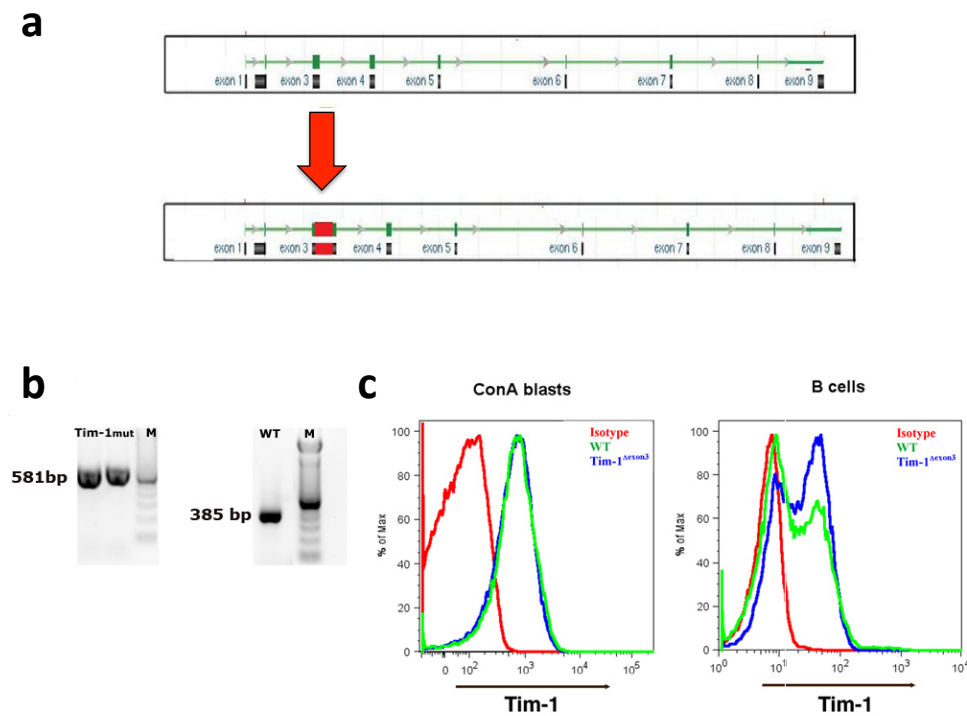 a
exon 1 exon 3 exon 4 exon 5 exon 6 exon 7 exon 8 exon 9
exon 1 exon 3 exon 4 exon 5 exon 6 exon 7 exon 8 exon 9
b
Tim-1mut M
581bp
WT M
385 bp
c
ConA blasts
Isotype
WT
Tim-1Δexon3
% of Max
100
80
60
40
20
0
0 10² 10³ 10⁴ 10⁵
Tim-1
B cells
Isotype
WT
Tim-1Δexon3
% of Max
100
80
60
40
20
0
10⁰ 10¹ 10² 10³ 10⁴
Tim-1